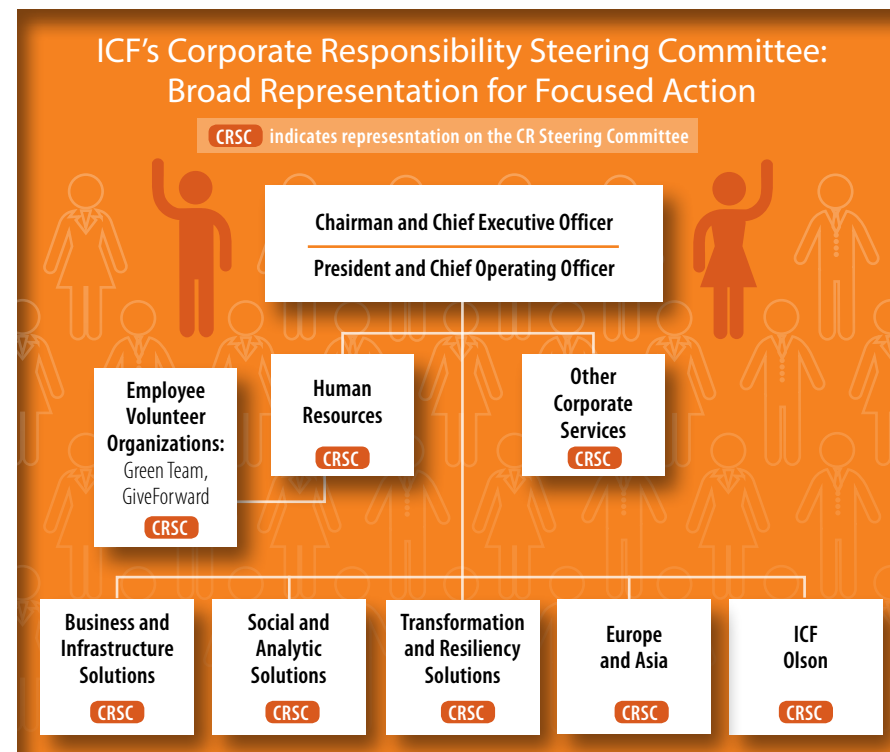 ICF’s Corporate Responsibility Steering Committee:
Broad Representation for Focused Action
CRSC indicates represesntation on the CR Steering Committee
Chairman and Chief Executive Officer
President and Chief Operating Officer
Employee
Volunteer
Organizations:
Green Team,
GiveForward
CRSC
Human
Resources
CRSC
Other
Corporate
Services
CRSC
Business and
Infrastructure
Solutions
CRSC
Social and
Analytic
Solutions
CRSC
Transformation
and Resiliency
Solutions
CRSC
Europe
and Asia
CRSC
ICF
Olson
CRSC